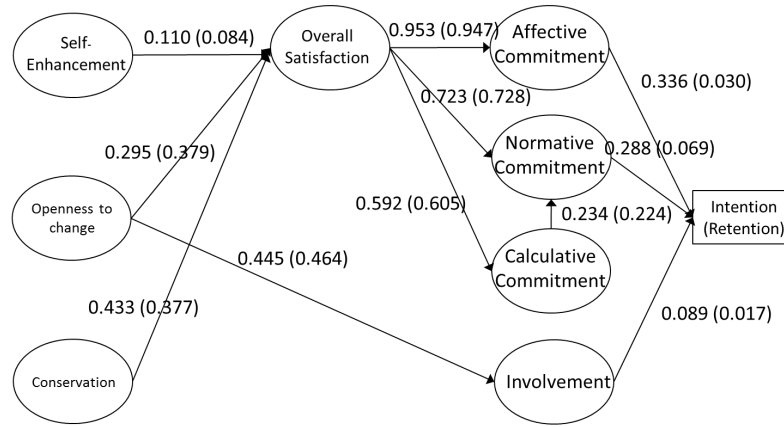 Self-
Enhancement
0.110 (0.084)
Overall
Satisfaction
0.953 (0.947)
Affective
Commitment
0.336 (0.030)
0.723 (0.728)
0.295 (0.379)
Normative
Commitment
0.288 (0.069)
Openness to
change
0.592 (0.605)
0.234 (0.224)
Intention
(Retention)
0.445 (0.464)
Calculative
Commitment
0.433 (0.377)
0.089 (0.017)
Conservation
Involvement